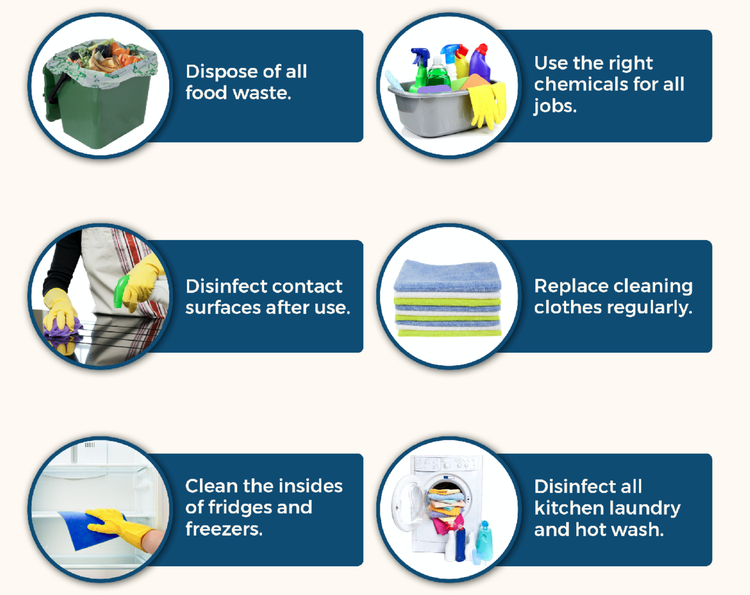 Dispose of all
food waste.
Use the right
chemicals for all
jobs.
Disinfect contact
surfaces after use.
Replace cleaning
clothes regularly.
Clean the insides
of fridges and
freezers.
Disinfect all
kitchen laundry
and hot wash.